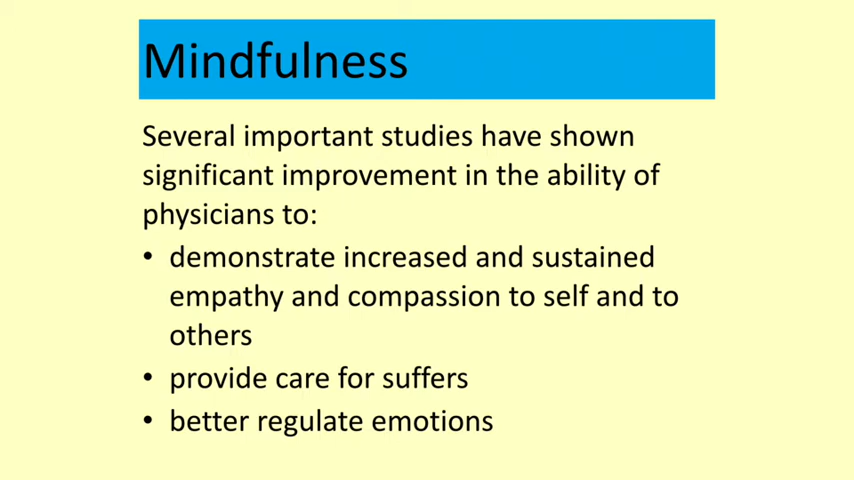 Mindfulness
Several important studies have shown
significant improvement in the ability of
physicians to:
• demonstrate increased and sustained
empathy and compassion to self and to
others
• provide care for suffers
• better regulate emotions